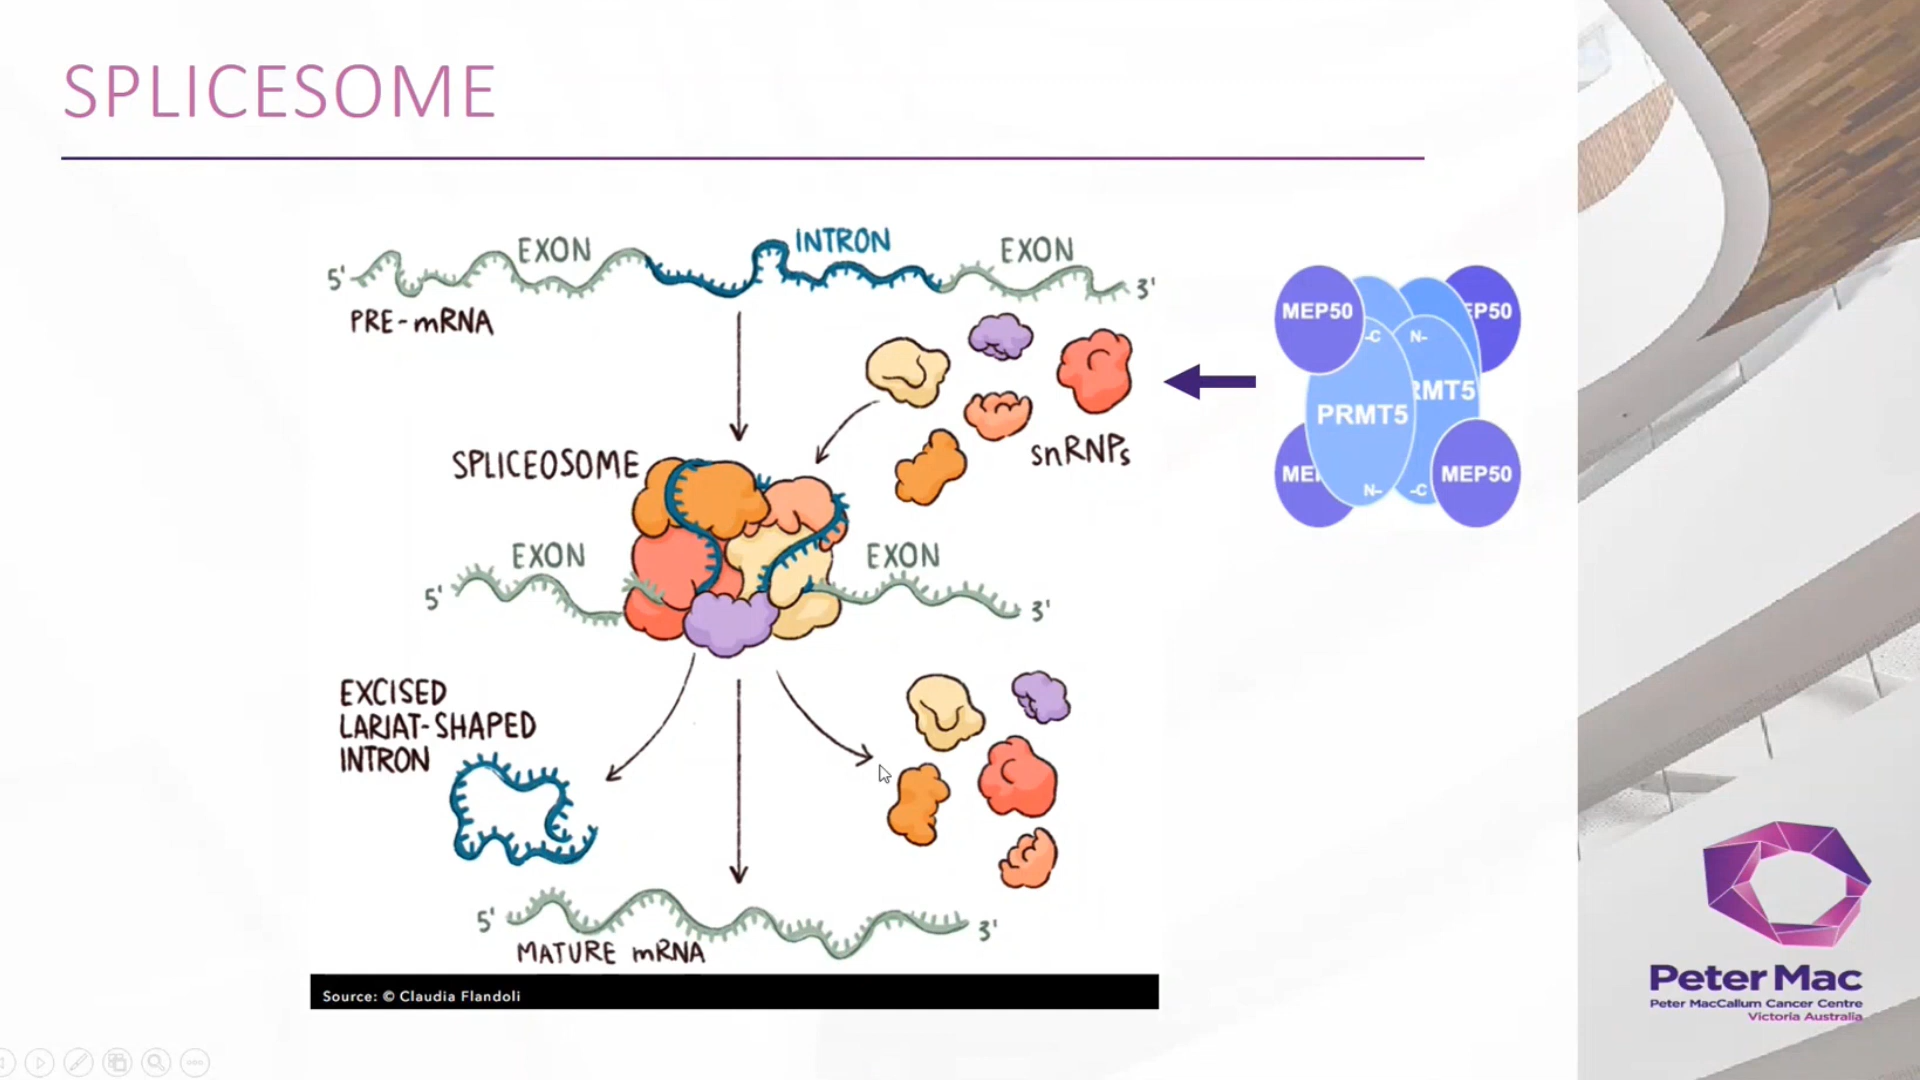 SPLICESOME
EXON
INTRON
EXON
5'
3'
PRE-mRNA
snRNPs
MEP50
EP50
-C
N-
RMT5
PRMT5
ME
MEP50
N-
-C
SPLICEOSOME
EXON
EXON
5'
3'
EXCISED
LARIAT-SHAPED
INTRON
5'
3'
MATURE mRNA
Source: © Claudia Flandoli
Peter Mac
Peter MacCallum Cancer Centre
Victoria Australia